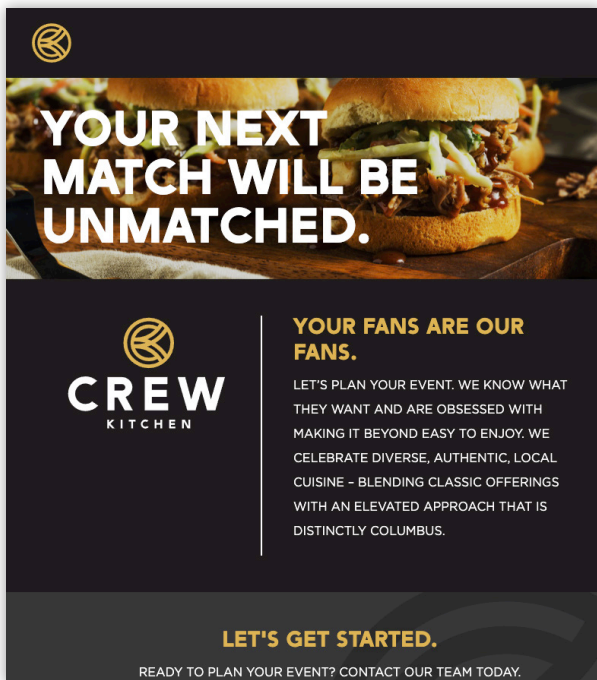 YOUR NEXT
MATCH WILL BE
UNMATCHED.
CREW
KITCHEN
YOUR FANS ARE OUR
FANS.
LET'S PLAN YOUR EVENT. WE KNOW WHAT
THEY WANT AND ARE OBSESSED WITH
MAKING IT BEYOND EASY TO ENJOY. WE
CELEBRATE DIVERSE, AUTHENTIC, LOCAL
CUISINE – BLENDING CLASSIC OFFERINGS
WITH AN ELEVATED APPROACH THAT IS
DISTINCTLY COLUMBUS.
LET'S GET STARTED.
READY TO PLAN YOUR EVENT? CONTACT OUR TEAM TODAY.